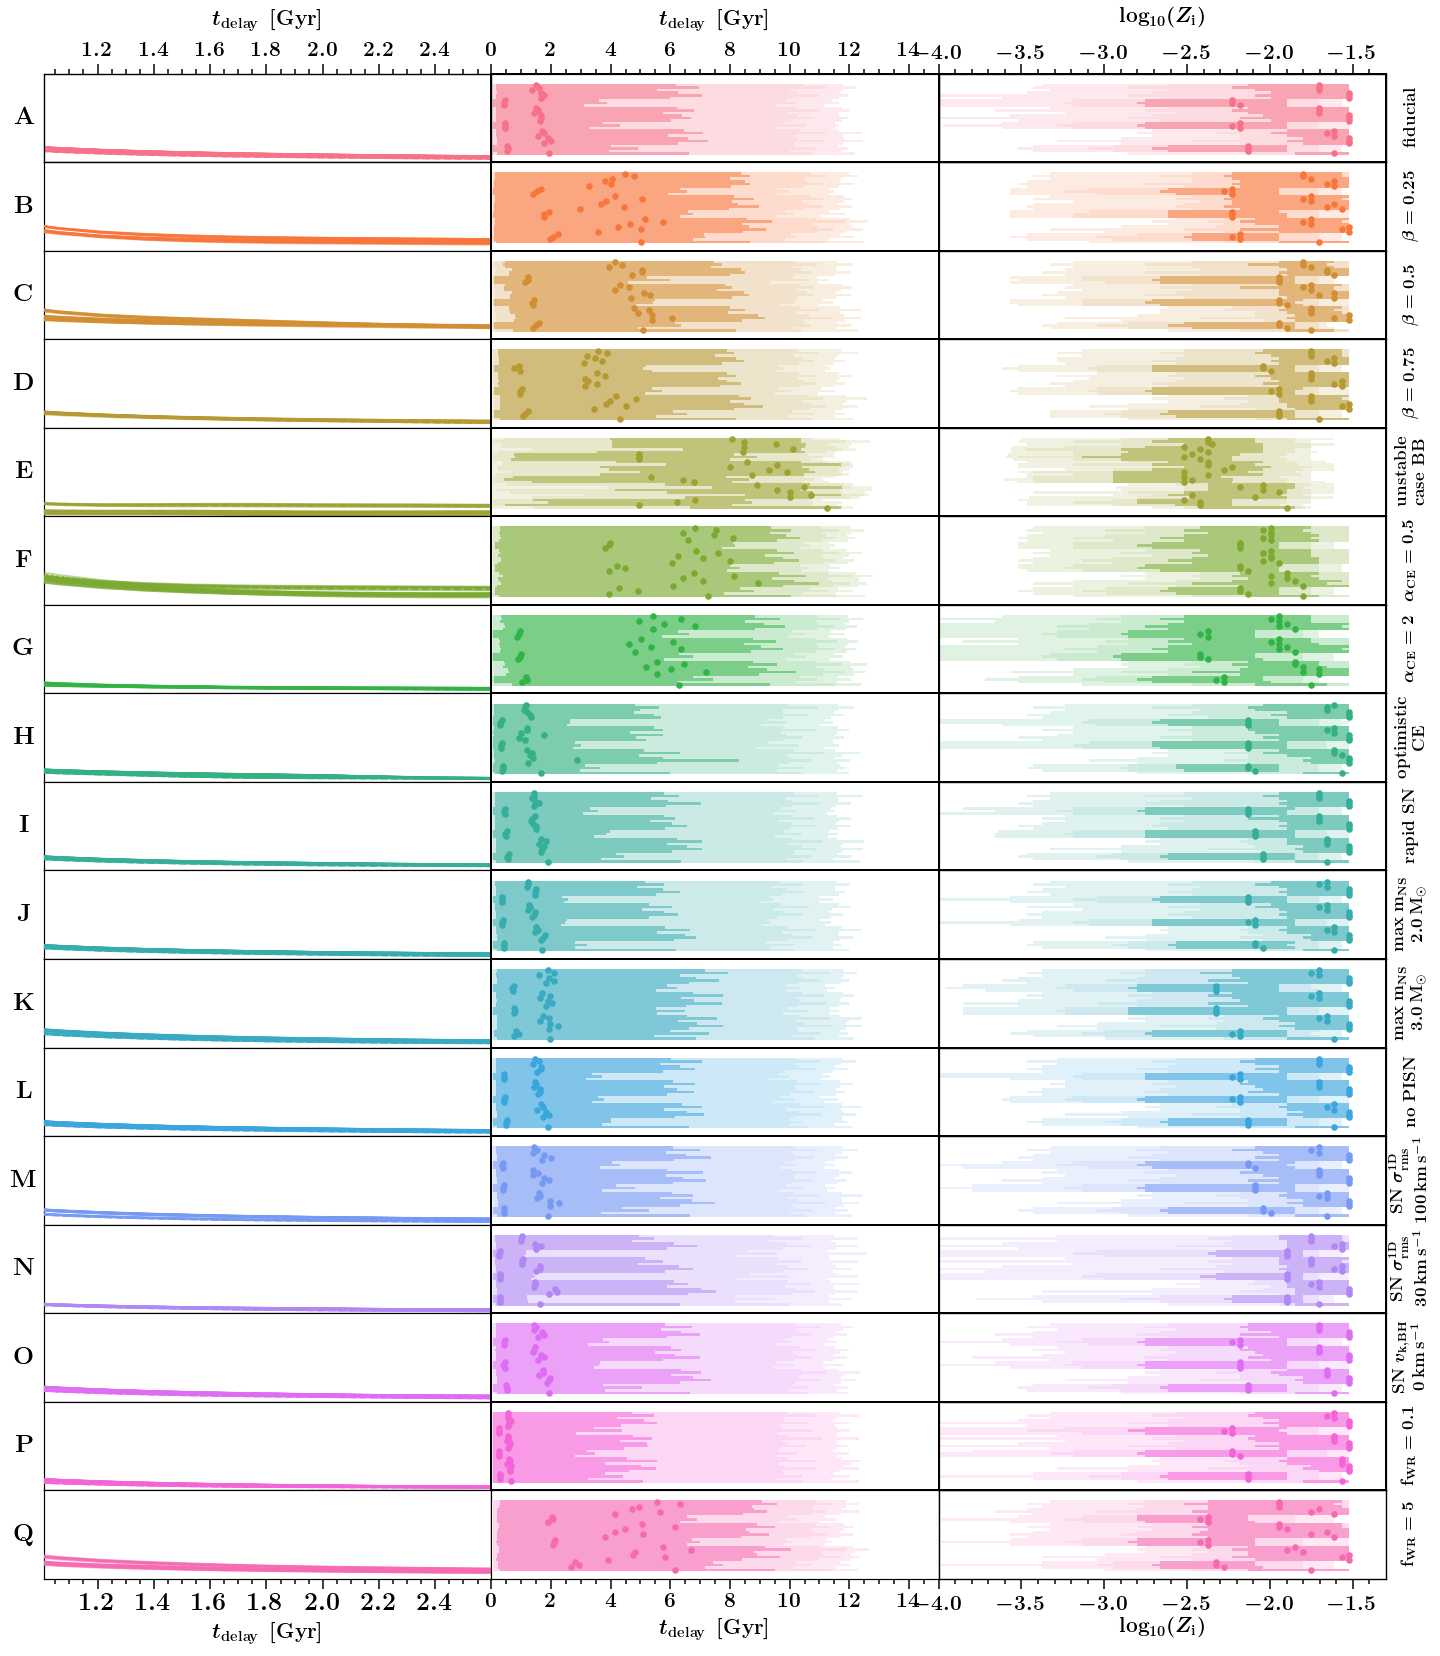 t_delay [Gyr] t_delay [Gyr] log₁₀(Z_i)
1.2 1.4 1.6 1.8 2.0 2.2 2.4 0 2 4 6 8 10 12 14 −4.0 −3.5 −3.0 −2.5 −2.0 −1.5
A fiducial
B β = 0.25
C β = 0.5
D β = 0.75
E unstable
case BB
F α_CE = 0.5
G α_CE = 2
H optimistic
CE
I rapid SN
J max m_NS
2.0 M_⊙
K max m_NS
3.0 M_⊙
L no PISN
M SN σ_rms^1D
100 km s⁻¹
N SN σ_rms^1D
30 km s⁻¹
O SN v_k,BH
0 km s⁻¹
P f_WR = 0.1
Q f_WR = 5
1.2 1.4 1.6 1.8 2.0 2.2 2.4 0 2 4 6 8 10 12 14 −4.0 −3.5 −3.0 −2.5 −2.0 −1.5
t_delay [Gyr] t_delay [Gyr] log₁₀(Z_i)